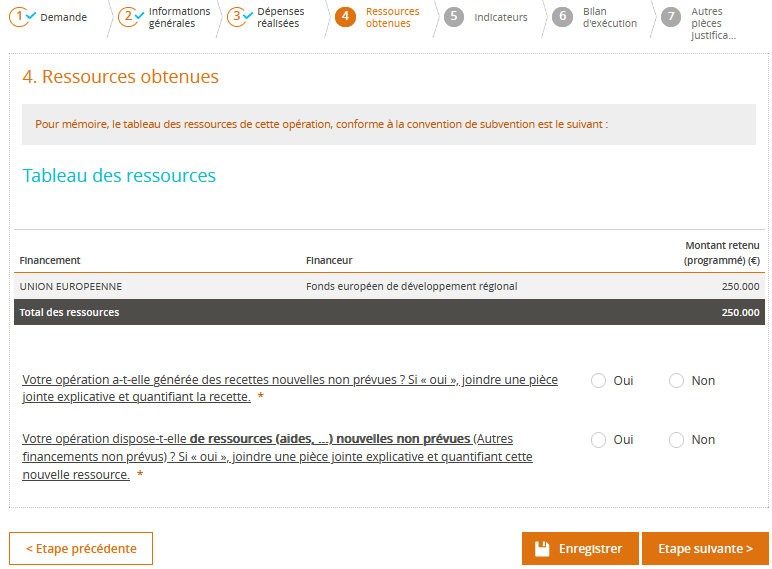 1 Demande
2 Informations
générales
3 Dépenses
réalisées
4 Ressources
obtenues
5 Indicateurs
6 Bilan
d'exécution
7 Autres
pièces
justifica...
4. Ressources obtenues
Pour mémoire, le tableau des ressources de cette opération, conforme à la convention de subvention est le suivant :
Tableau des ressources
Montant retenu
Financement Financeur (programmé) (€)
UNION EUROPEENNE Fonds européen de développement régional 250.000
Total des ressources 250.000
Votre opération a-t-elle générée des recettes nouvelles non prévues ? Si « oui », joindre une pièce
jointe explicative et quantifiant la recette. *
Oui Non
Votre opération dispose-t-elle de ressources (aides, ...) nouvelles non prévues (Autres
financements non prévus) ? Si « oui », joindre une pièce jointe explicative et quantifiant cette
nouvelle ressource. *
Oui Non
< Etape précédente
Enregistrer
Etape suivante >